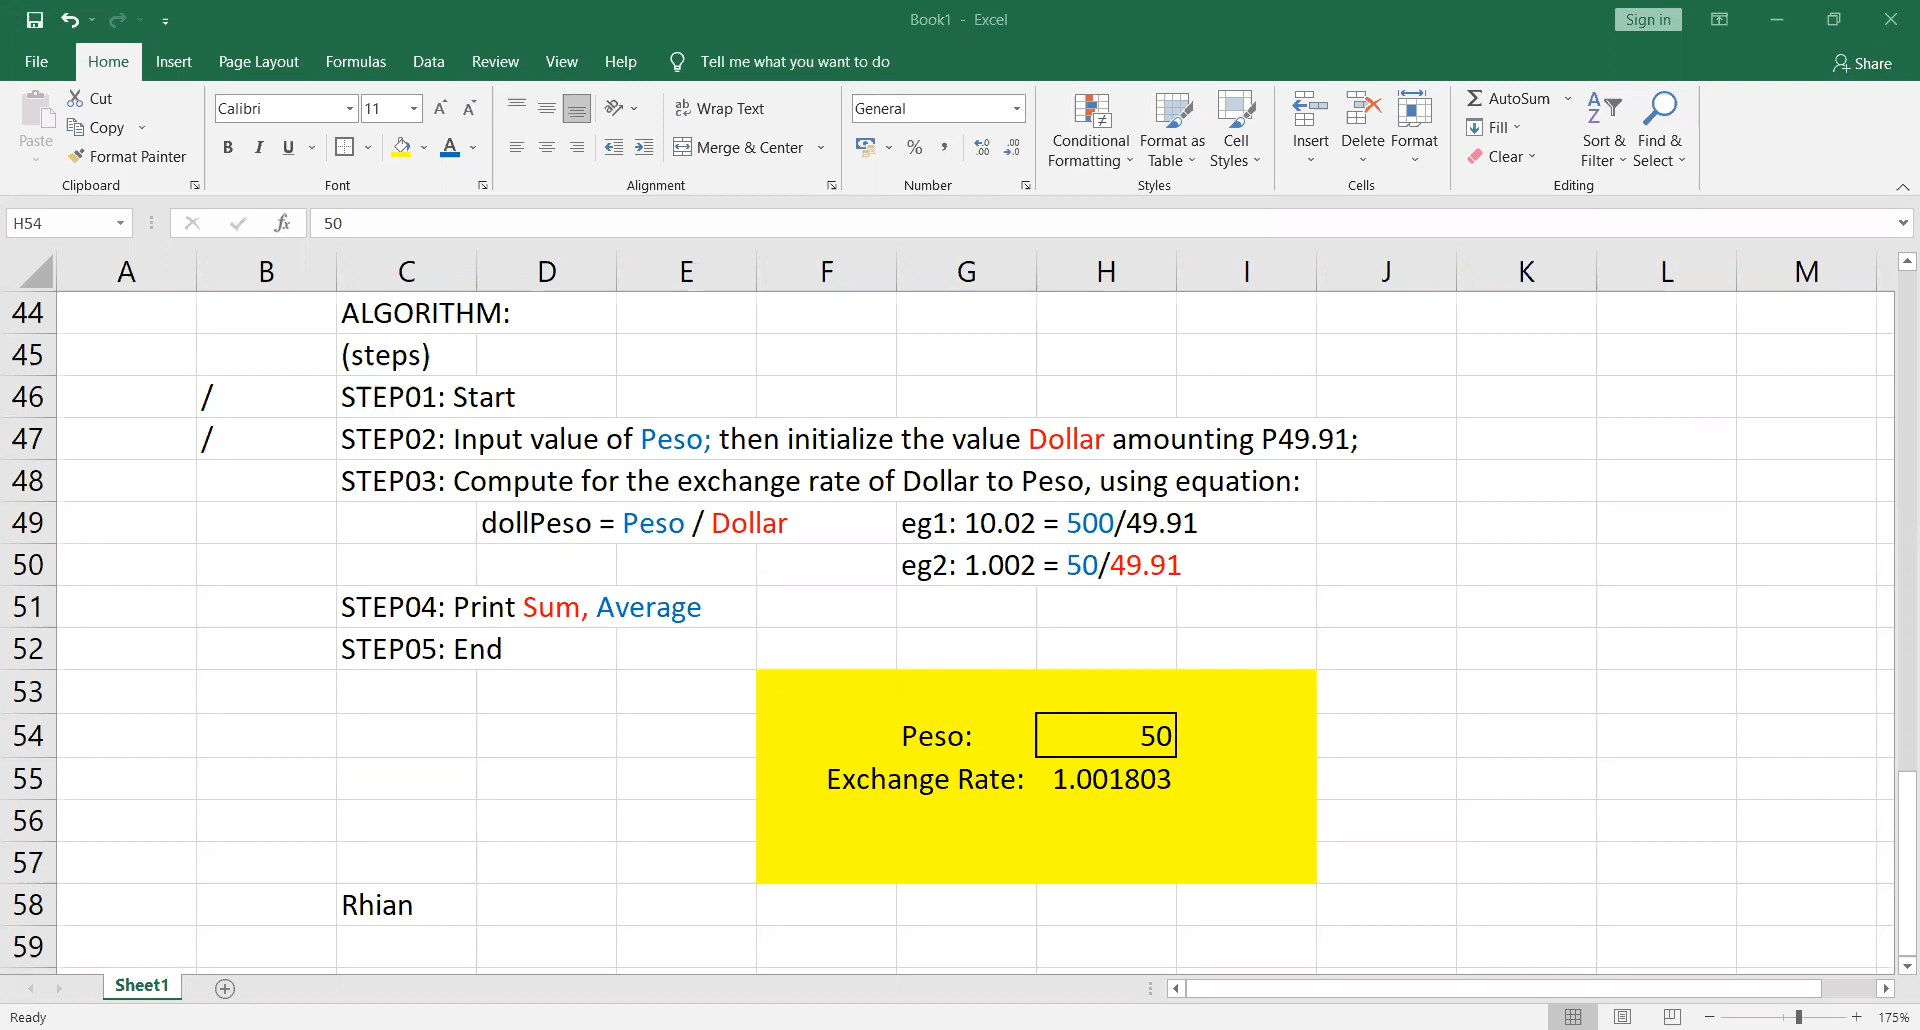 Book1 - Excel
Sign in
File Home Insert Page Layout Formulas Data Review View Help Tell me what you want to do Share
Paste
Cut
Copy
Format Painter
Clipboard
Calibri 11
B I U A
Font
ab Wrap Text
Merge & Center
Alignment
General
% ,
Number
Conditional Formatting
Format as Table
Cell Styles
Styles
Insert Delete Format
Cells
AutoSum
Fill
Clear
Sort & Filter
Find & Select
Editing
H54 fx 50
A B C D E F G H I J K L M
44 ALGORITHM:
45 (steps)
46 / STEP01: Start
47 / STEP02: Input value of Peso; then initialize the value Dollar amounting P49.91;
48 STEP03: Compute for the exchange rate of Dollar to Peso, using equation:
49 dollPeso = Peso / Dollar eg1: 10.02 = 500/49.91
50 eg2: 1.002 = 50/49.91
51 STEP04: Print Sum, Average
52 STEP05: End
53
54 Peso: 50
55 Exchange Rate: 1.001803
56
57
58 Rhian
59
Sheet1
Ready 175%